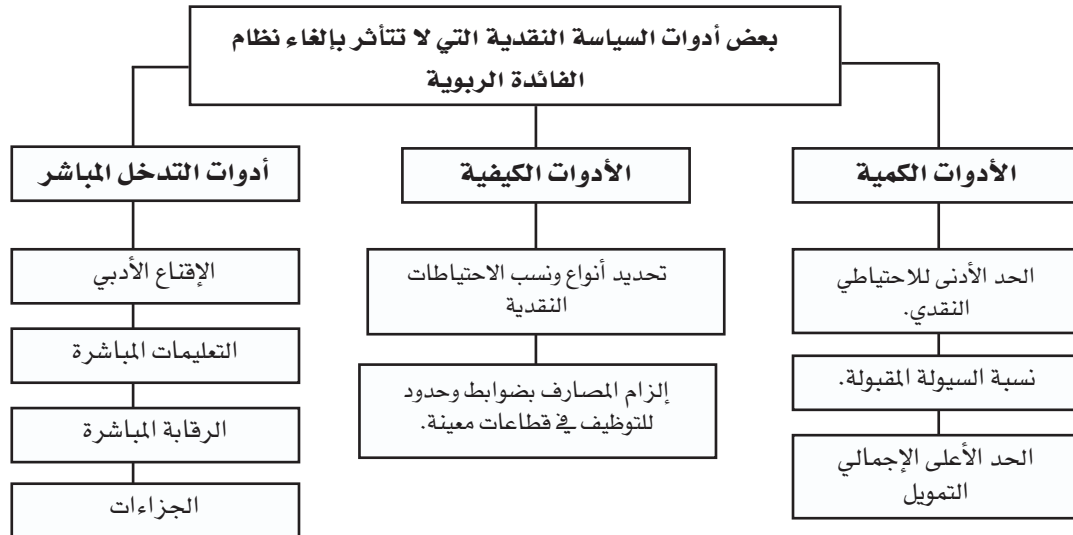 بعض أدوات السياسة النقدية التي لا تتأثر بإلغاء نظام
الفائدة الربوية
الأدوات الكمية
الحد الأدنى للاحتياطي
النقدي.
نسبة السيولة المقبولة.
الحد الأعلى الإجمالي
التمويل
الأدوات الكيفية
تحديد أنواع ونسب الاحتياطات
النقدية
إلزام المصارف بضوابط وحدود
للتوظيف في قطاعات معينة.
أدوات التدخل المباشر
الإقناع الأدبي
التعليمات المباشرة
الرقابة المباشرة
الجزاءات